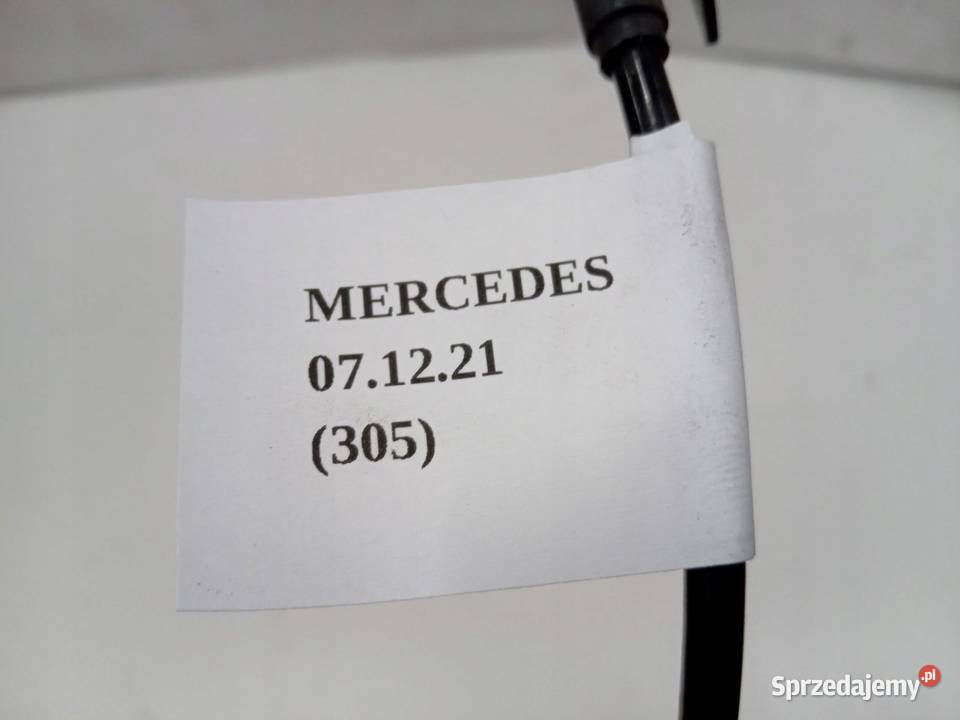 MERCEDES
07.12.21
(305)
Sprzedajemy.pl